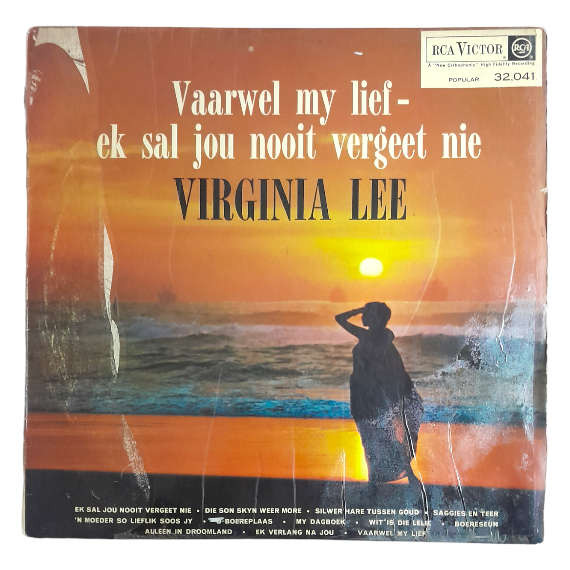 RCA VICTOR RCA
A "New Orthophonic" High Fidelity Recording
POPULAR 32,041
Vaarwel my lief -
ek sal jou nooit vergeet nie
VIRGINIA LEE
EK SAL JOU NOOIT VERGEET NIE • DIE SON SKYN WEER MÔRE • SILWER HARE TUSSEN GOUD • SAGGIES EN TEER
'N MOEDER SO LIEFLIK SOOS JY • BOEREPLAAS • MY DAGBOEK • WIT IS DIE LELIE • BOERESEUN
ALLEEN IN DROOMLAND • EK VERLANG NA JOU • VAARWEL MY LIEF